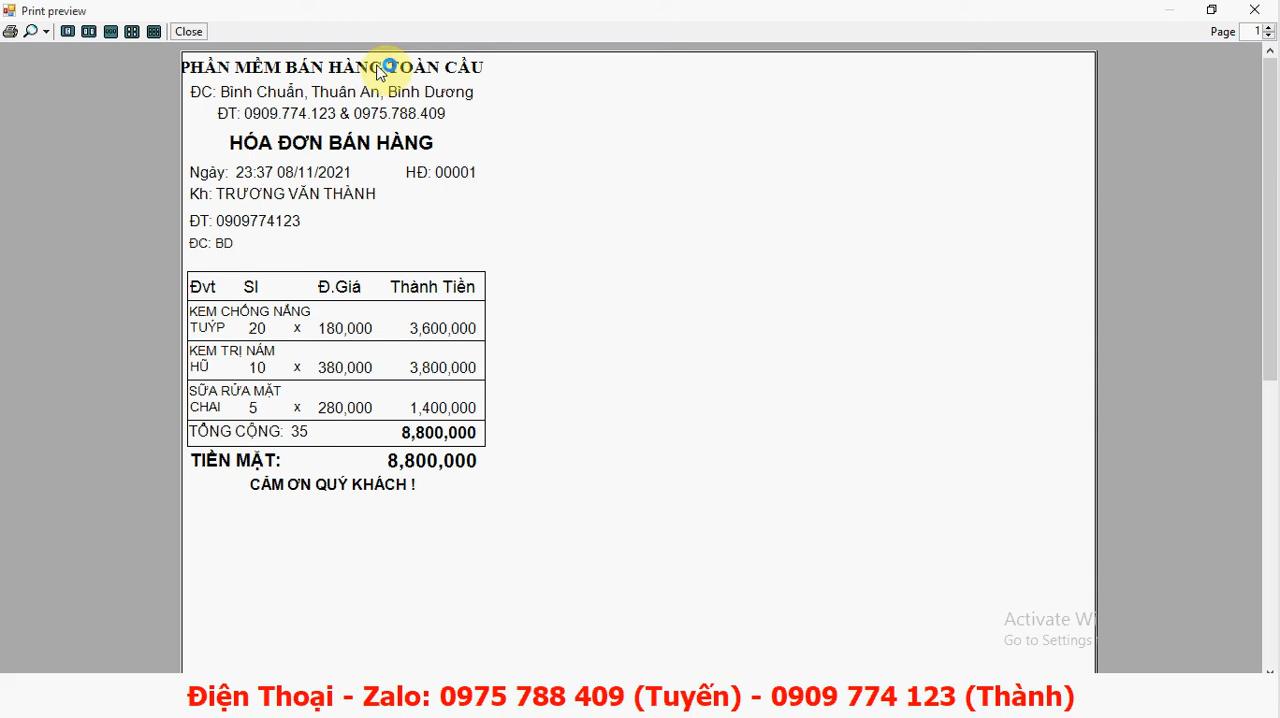 Print preview
Close
Page 1
PHẦN MỀM BÁN HÀNG TOÀN CẦU
ĐC: Bình Chuẩn, Thuân An, Bình Dương
ĐT: 0909.774.123 & 0975.788.409
HÓA ĐƠN BÁN HÀNG
Ngày: 23:37 08/11/2021 HĐ: 00001
Kh: TRƯƠNG VĂN THÀNH
ĐT: 0909774123
ĐC: BD
Đvt Sl Đ.Giá Thành Tiền
KEM CHỐNG NẮNG
TUÝP 20 x 180,000 3,600,000
KEM TRỊ NÁM
HŨ 10 x 380,000 3,800,000
SỮA RỬA MẶT
CHAI 5 x 280,000 1,400,000
TỔNG CỘNG: 35 8,800,000
TIỀN MẶT: 8,800,000
CẢM ƠN QUÝ KHÁCH !
Activate Wi
Go to Settings
Điện Thoại - Zalo: 0975 788 409 (Tuyến) - 0909 774 123 (Thành)